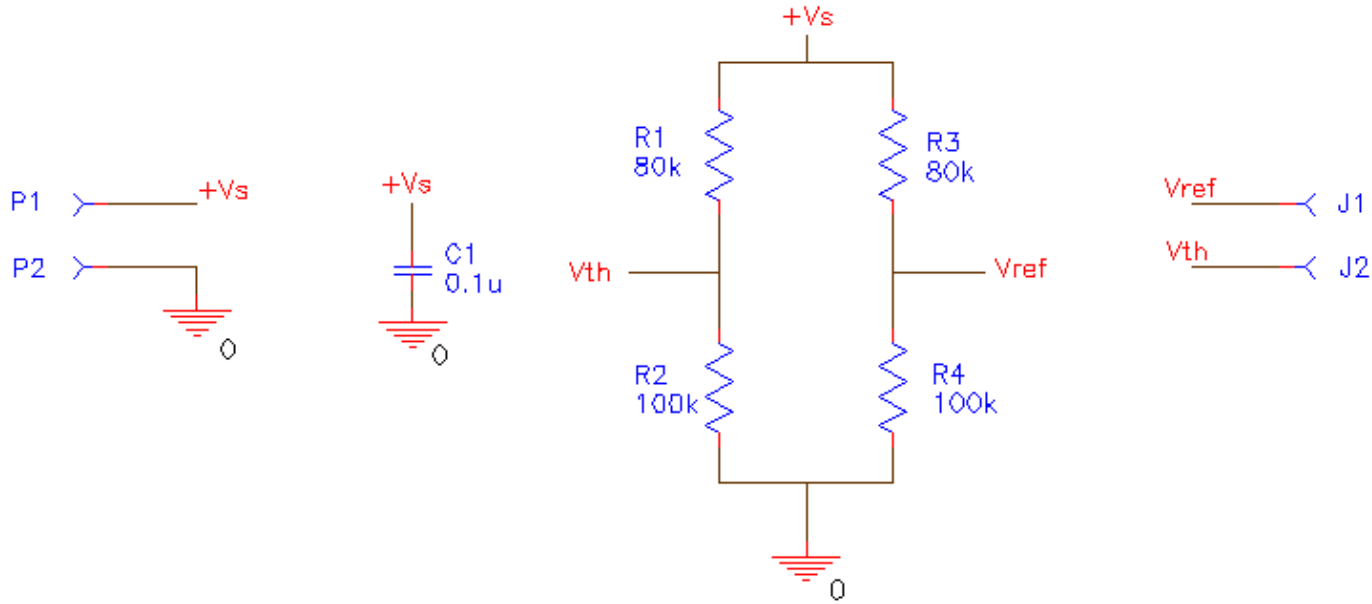 +Vs
R1
80k
R3
80k
P1
+Vs
+Vs
Vref
J1
P2
C1
0.1u
Vth
Vref
Vth
J2
0
0
R2
100k
R4
100k
0